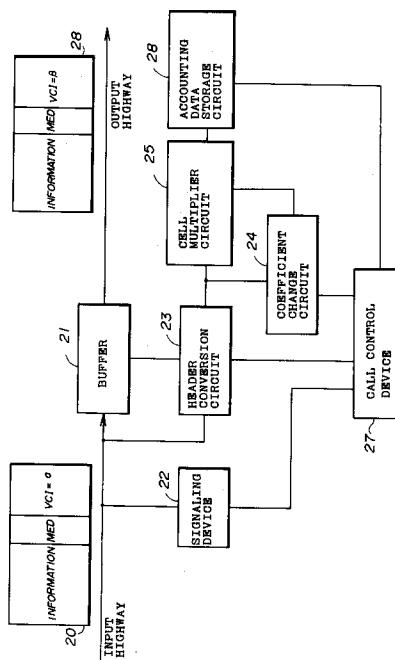 INFORMATION MED VCI= α
20
INPUT
HIGHWAY
INFORMATION MED VCI= β
28
OUTPUT
HIGHWAY
21
BUFFER
22
SIGNALING
DEVICE
23
HEADER
CONVERSION
CIRCUIT
25
CELL
MULTIPLIER
CIRCUIT
28
ACCOUNTING
DATA
STORAGE
CIRCUIT
24
COEFFICIENT
CHANGE
CIRCUIT
CALL CONTROL
DEVICE
27